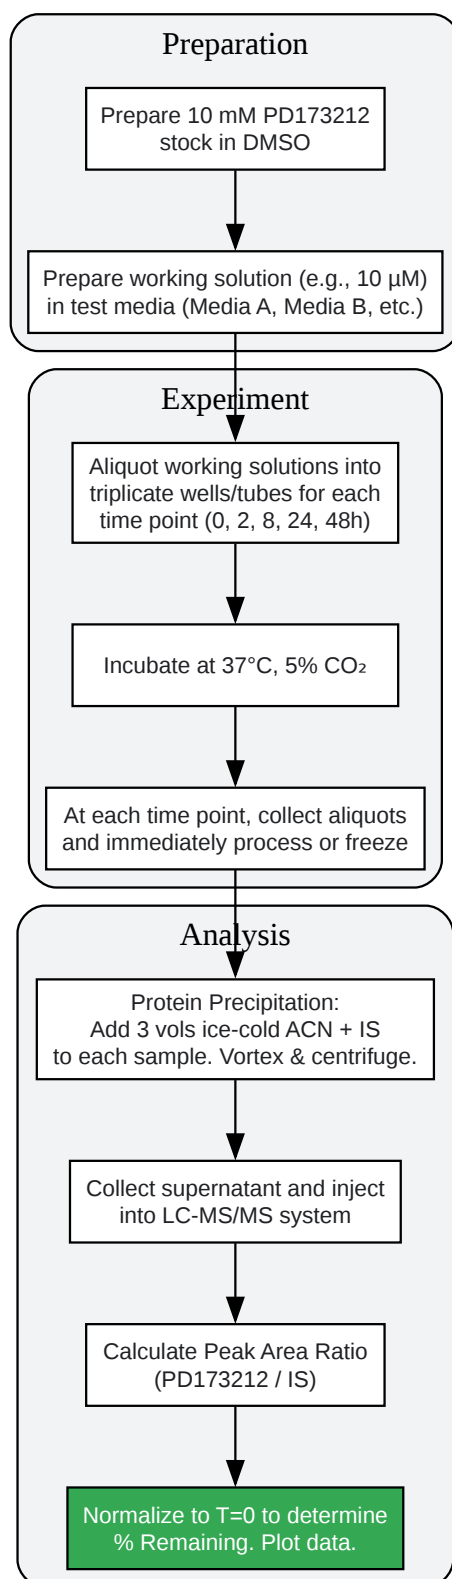 Preparation
Prepare 10 mM PD173212
stock in DMSO
Prepare working solution (e.g., 10 µM)
in test media (Media A, Media B, etc.)
Experiment
Aliquot working solutions into
triplicate wells/tubes for each
time point (0, 2, 8, 24, 48h)
Incubate at 37°C, 5% CO₂
At each time point, collect aliquots
and immediately process or freeze
Analysis
Protein Precipitation:
Add 3 vols ice-cold ACN + IS
to each sample. Vortex & centrifuge.
Collect supernatant and inject
into LC-MS/MS system
Calculate Peak Area Ratio
(PD173212 / IS)
Normalize to T=0 to determine
% Remaining. Plot data.